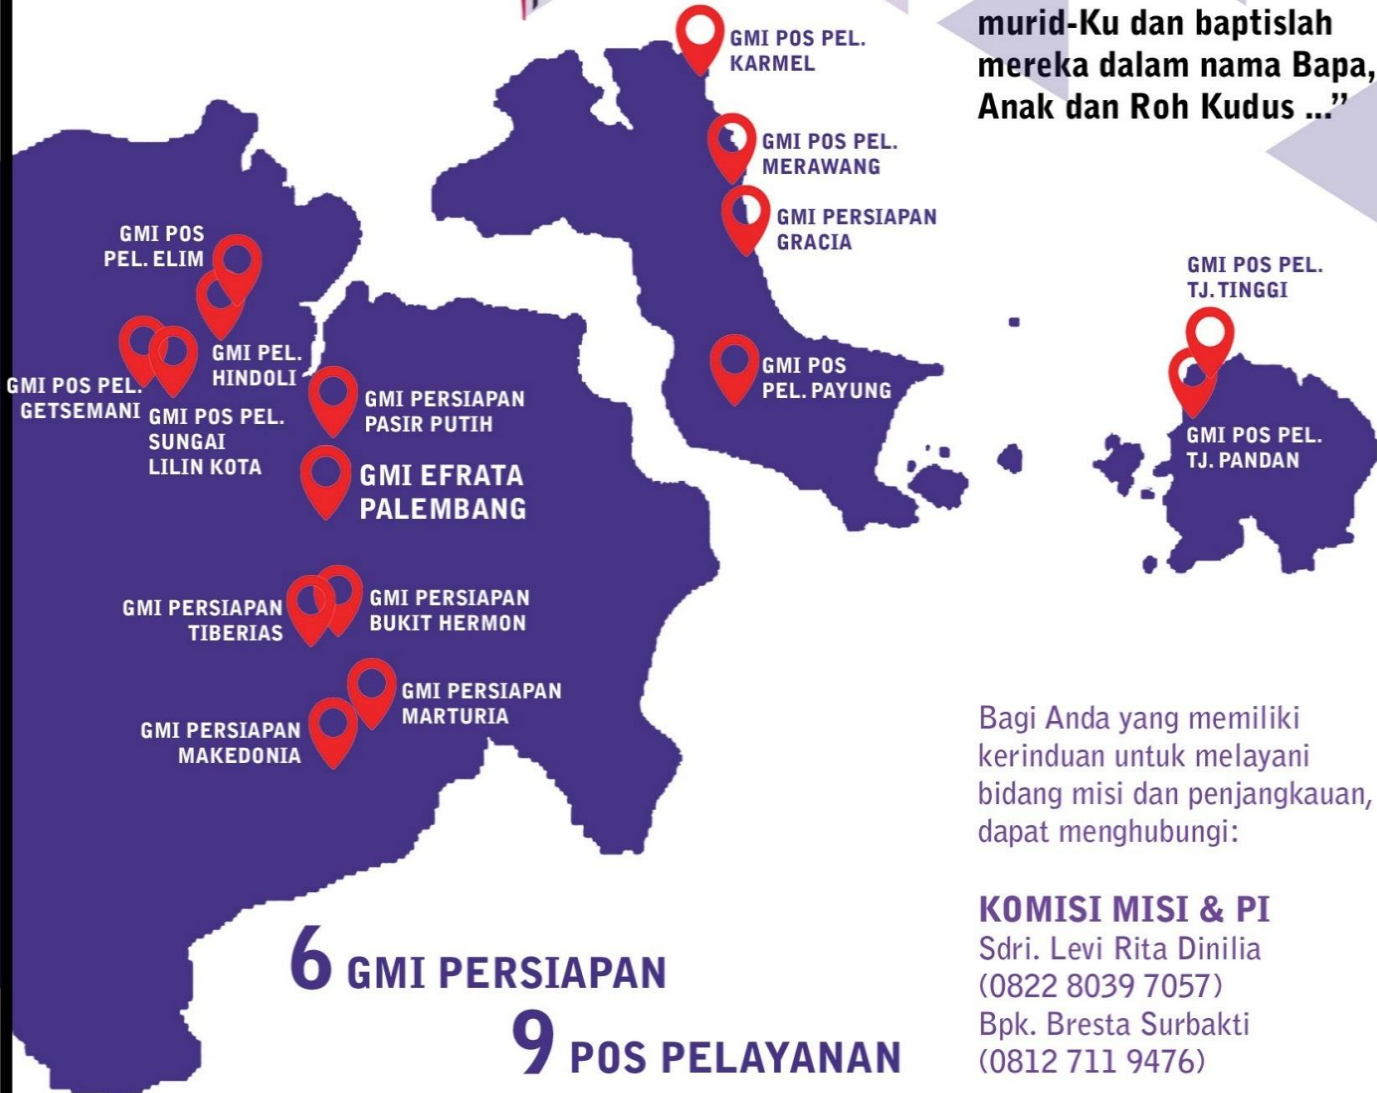 murid-Ku dan baptislah
mereka dalam nama Bapa,
Anak dan Roh Kudus ...”
GMI POS PEL.
KARMEL
GMI POS PEL.
MERAWANG
GMI PERSIAPAN
GRACIA
GMI POS
PEL. ELIM
GMI POS PEL.
TJ. TINGGI
GMI PEL.
HINDOLI
GMI POS PEL.
GETSEMANI
GMI POS PEL.
SUNGAI
LILIN KOTA
GMI PERSIAPAN
PASIR PUTIH
GMI POS
PEL. PAYUNG
GMI POS PEL.
TJ. PANDAN
GMI EFRATA
PALEMBANG
GMI PERSIAPAN
TIBERIAS
GMI PERSIAPAN
BUKIT HERMON
GMI PERSIAPAN
MARTURIA
GMI PERSIAPAN
MAKEDONIA
Bagi Anda yang memiliki
kerinduan untuk melayani
bidang misi dan penjangkauan,
dapat menghubungi:
KOMISI MISI & PI
Sdri. Levi Rita Dinilia
(0822 8039 7057)
Bpk. Bresta Surbakti
(0812 711 9476)
6 GMI PERSIAPAN
9 POS PELAYANAN